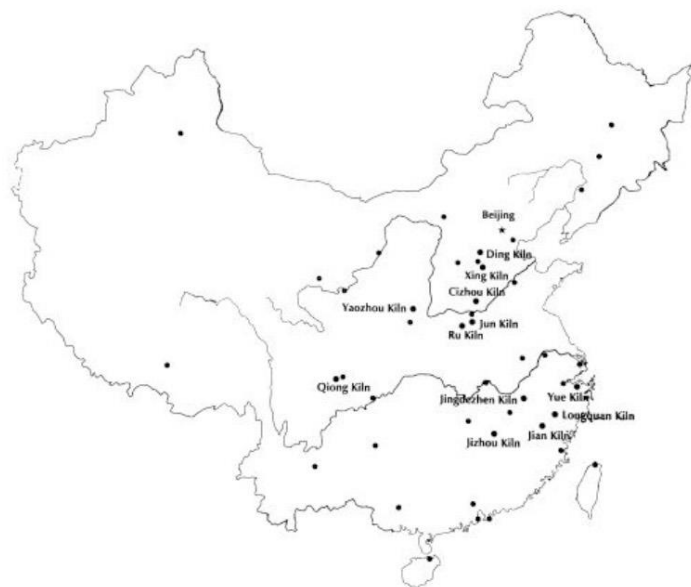 Beijing
Ding Kiln
Xing Kiln
Cizhou Kiln
Yaozhou Kiln
Jun Kiln
Ru Kiln
Qiong Kiln
Jingdezhen Kiln
Yue Kiln
Longquan Kiln
Jian Kiln
Jizhou Kiln